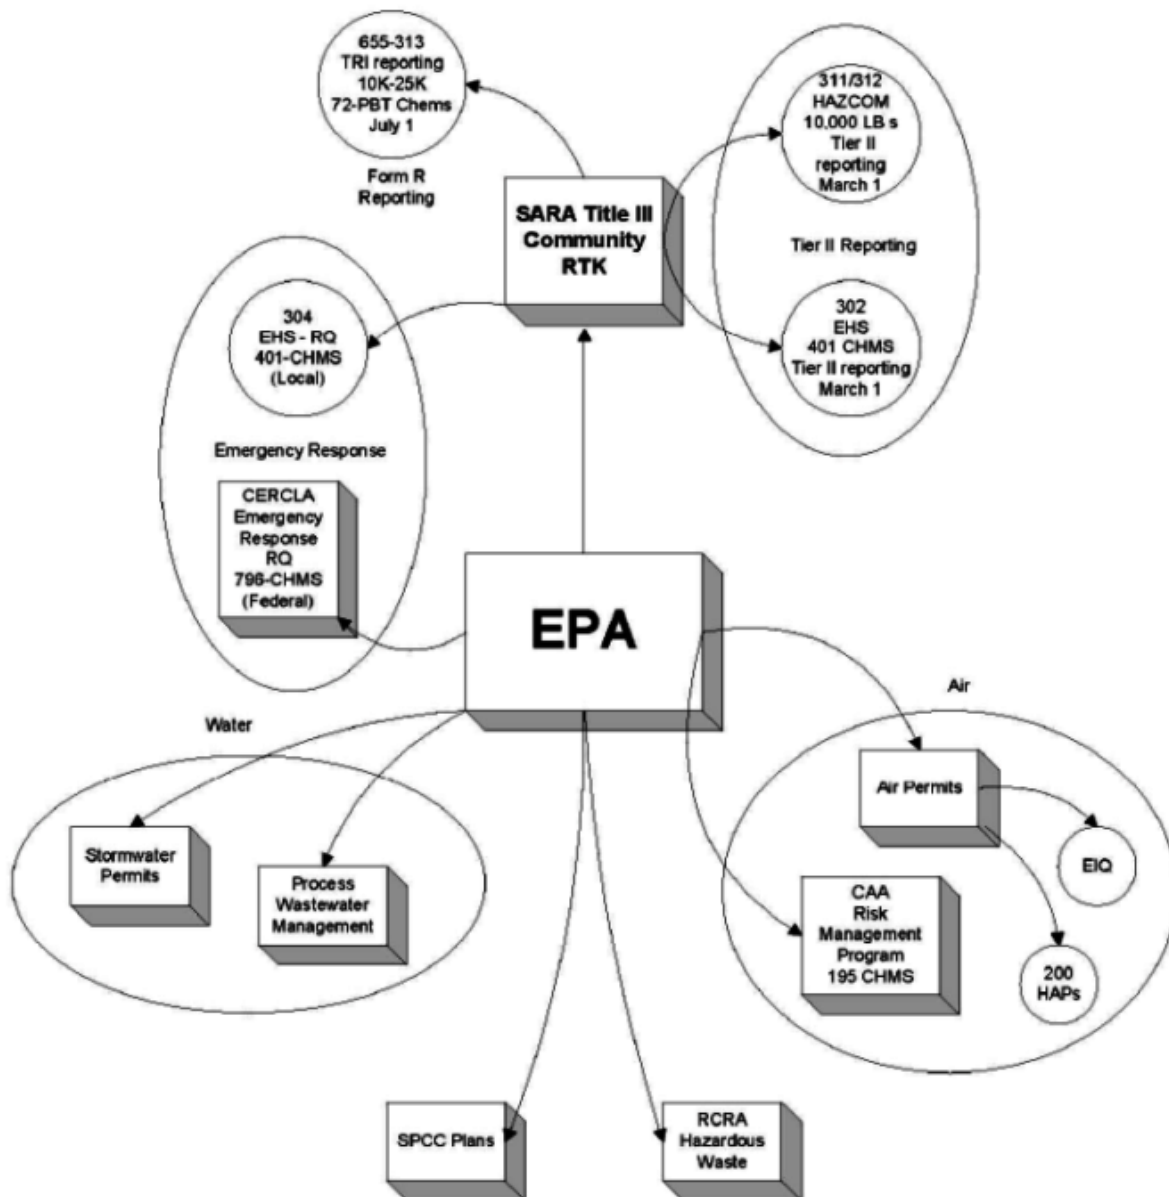 655-313
TRI reporting
10K-25K
72-PBT Chems
July 1
Form R
Reporting
311/312
HAZCOM
10,000 LB s
Tier II
reporting
March 1
SARA Title III
Community
RTK
Tier II Reporting
304
EHS - RQ
401-CHMS
(Local)
302
EHS
401 CHMS
Tier II reporting
March 1
Emergency Response
CERCLA
Emergency
Response
RQ
796-CHMS
(Federal)
EPA
Water
Air
Stormwater
Permits
Process
Wastewater
Management
Air Permits
EIQ
CAA
Risk
Management
Program
195 CHMS
200
HAPs
SPCC Plans
RCRA
Hazardous
Waste